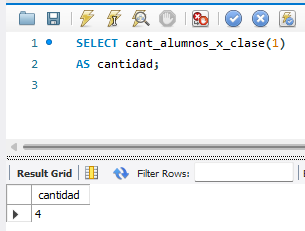 1 SELECT cant_alumnos_x_clase(1)
2 AS cantidad;
3
Result Grid Filter Rows:
cantidad
4